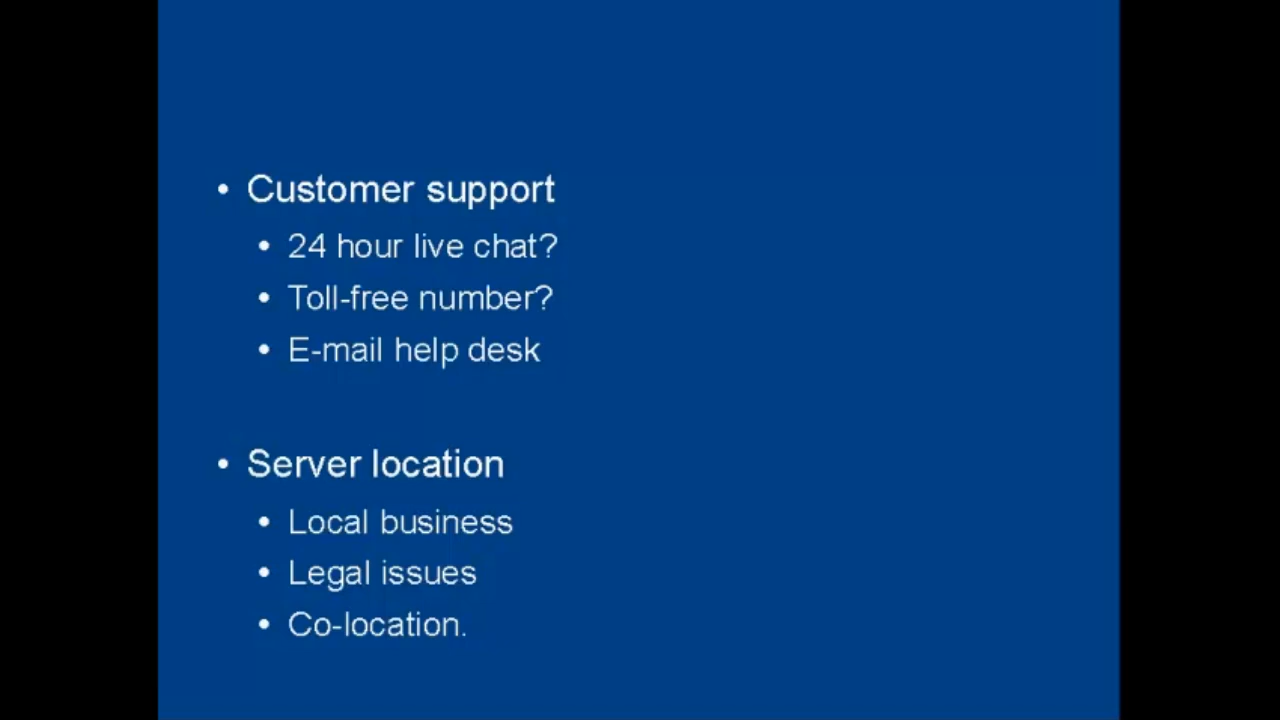 • Customer support
• 24 hour live chat?
• Toll-free number?
• E-mail help desk
• Server location
• Local business
• Legal issues
• Co-location.